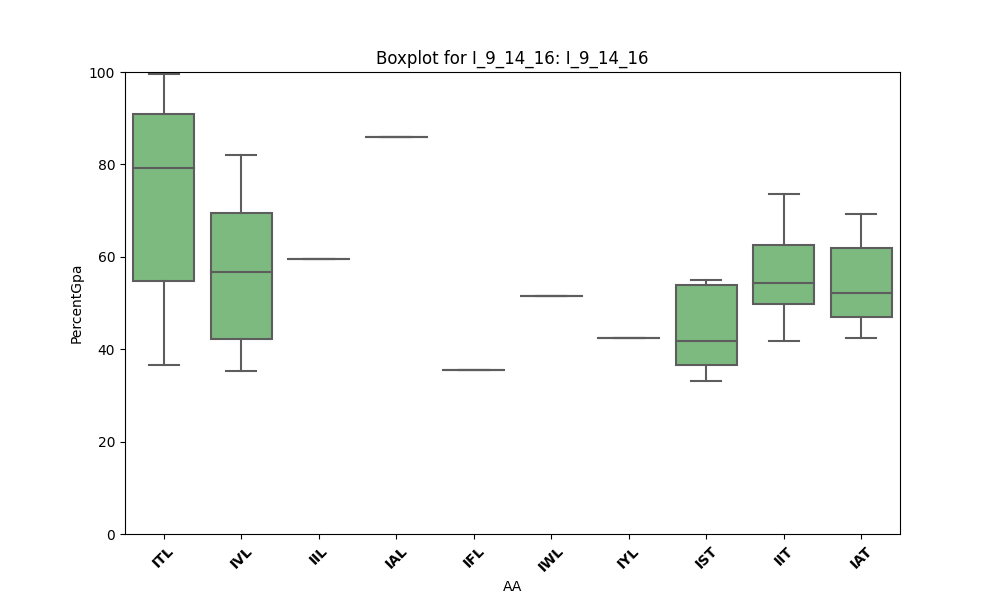 Boxplot for I_9_14_16: I_9_14_16
100
80
60
40
20
0
PercentGpa
ITL IVL IIL IAL IFL IWL IYL IST IIT IAT
AA